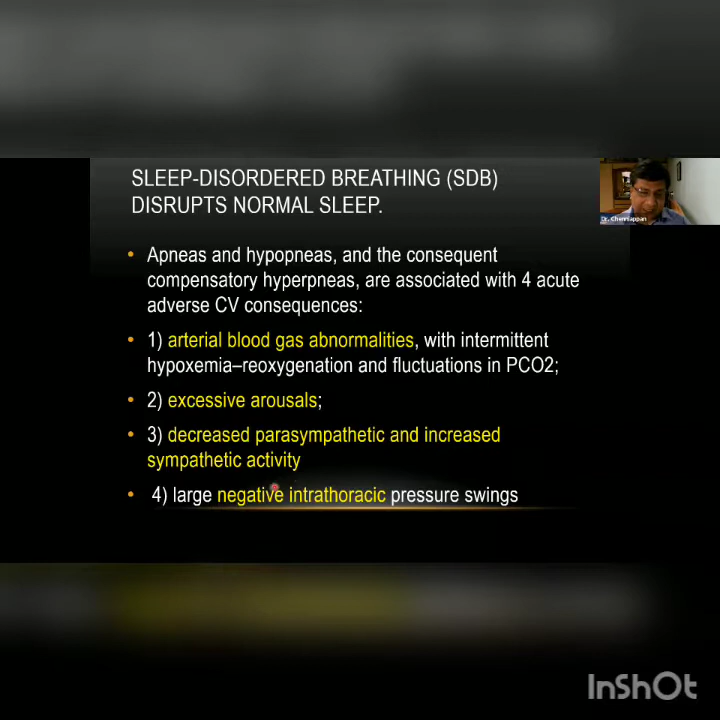 SLEEP-DISORDERED BREATHING (SDB)
DISRUPTS NORMAL SLEEP.
• Apneas and hypopneas, and the consequent
compensatory hyperpneas, are associated with 4 acute
adverse CV consequences:
• 1) arterial blood gas abnormalities, with intermittent
hypoxemia–reoxygenation and fluctuations in PCO2;
• 2) excessive arousals;
• 3) decreased parasympathetic and increased
sympathetic activity
• 4) large negative intrathoracic pressure swings
Dr. Chenniappan
InShOt